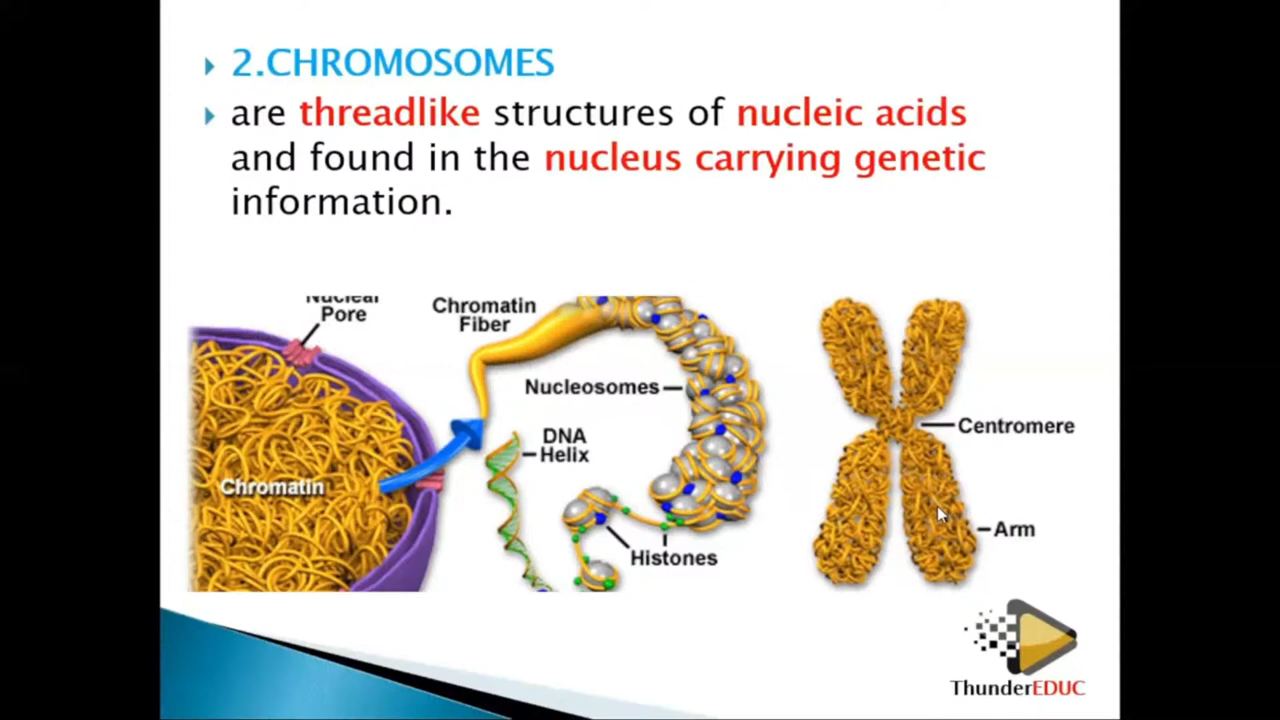 2.CHROMOSOMES
are threadlike structures of nucleic acids
and found in the nucleus carrying genetic
information.
Nuclear
Pore
Chromatin
Fiber
Nucleosomes
DNA
Helix
Chromatin
Histones
Centromere
Arm
ThunderEDUC